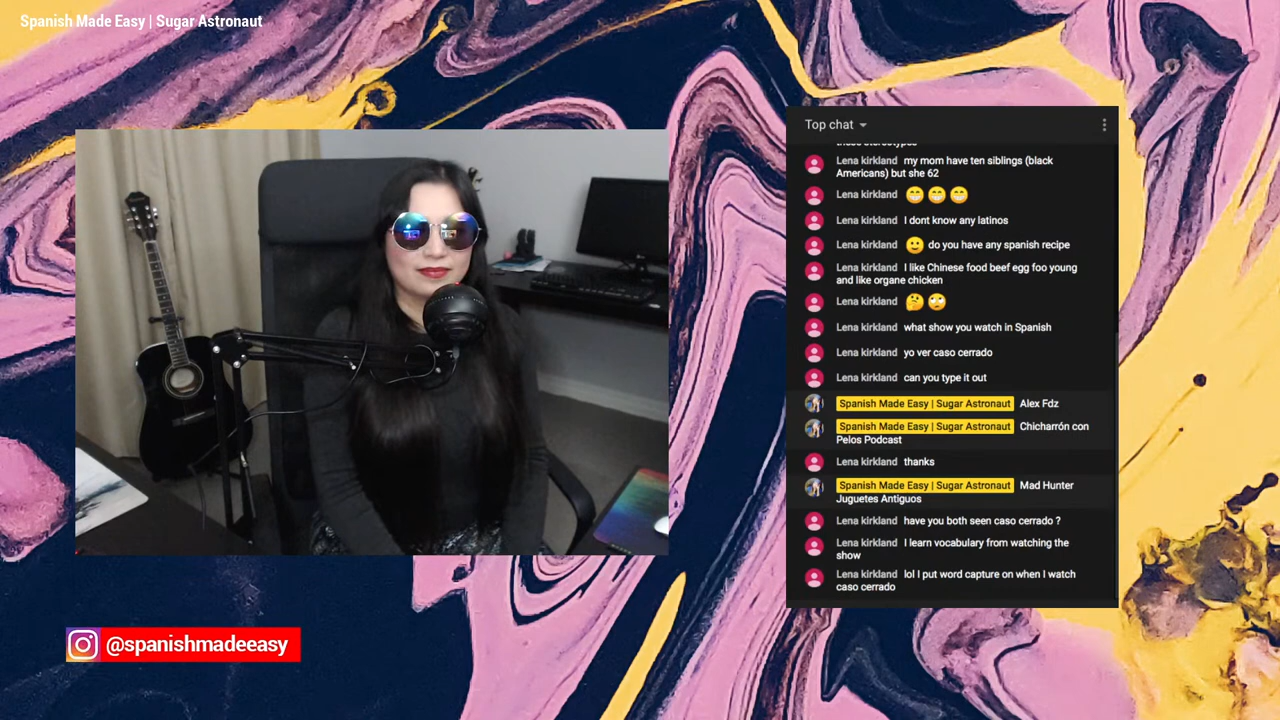 Spanish Made Easy | Sugar Astronaut
Top chat
Lena kirkland my mom have ten siblings (black
Americans) but she 62
Lena kirkland 😁😁😁
Lena kirkland I dont know any latinos
Lena kirkland 🙂 do you have any spanish recipe
Lena kirkland I like Chinese food beef egg foo young
and like organe chicken
Lena kirkland 🤔🙄
Lena kirkland what show you watch in Spanish
Lena kirkland yo ver caso cerrado
Lena kirkland can you type it out
Spanish Made Easy | Sugar Astronaut Alex Fdz
Spanish Made Easy | Sugar Astronaut Chicharrón con
Pelos Podcast
Lena kirkland thanks
Spanish Made Easy | Sugar Astronaut Mad Hunter
Juguetes Antiguos
Lena kirkland have you both seen caso cerrado ?
Lena kirkland I learn vocabulary from watching the
show
Lena kirkland lol I put word capture on when I watch
caso cerrado
@spanishmadeeasy